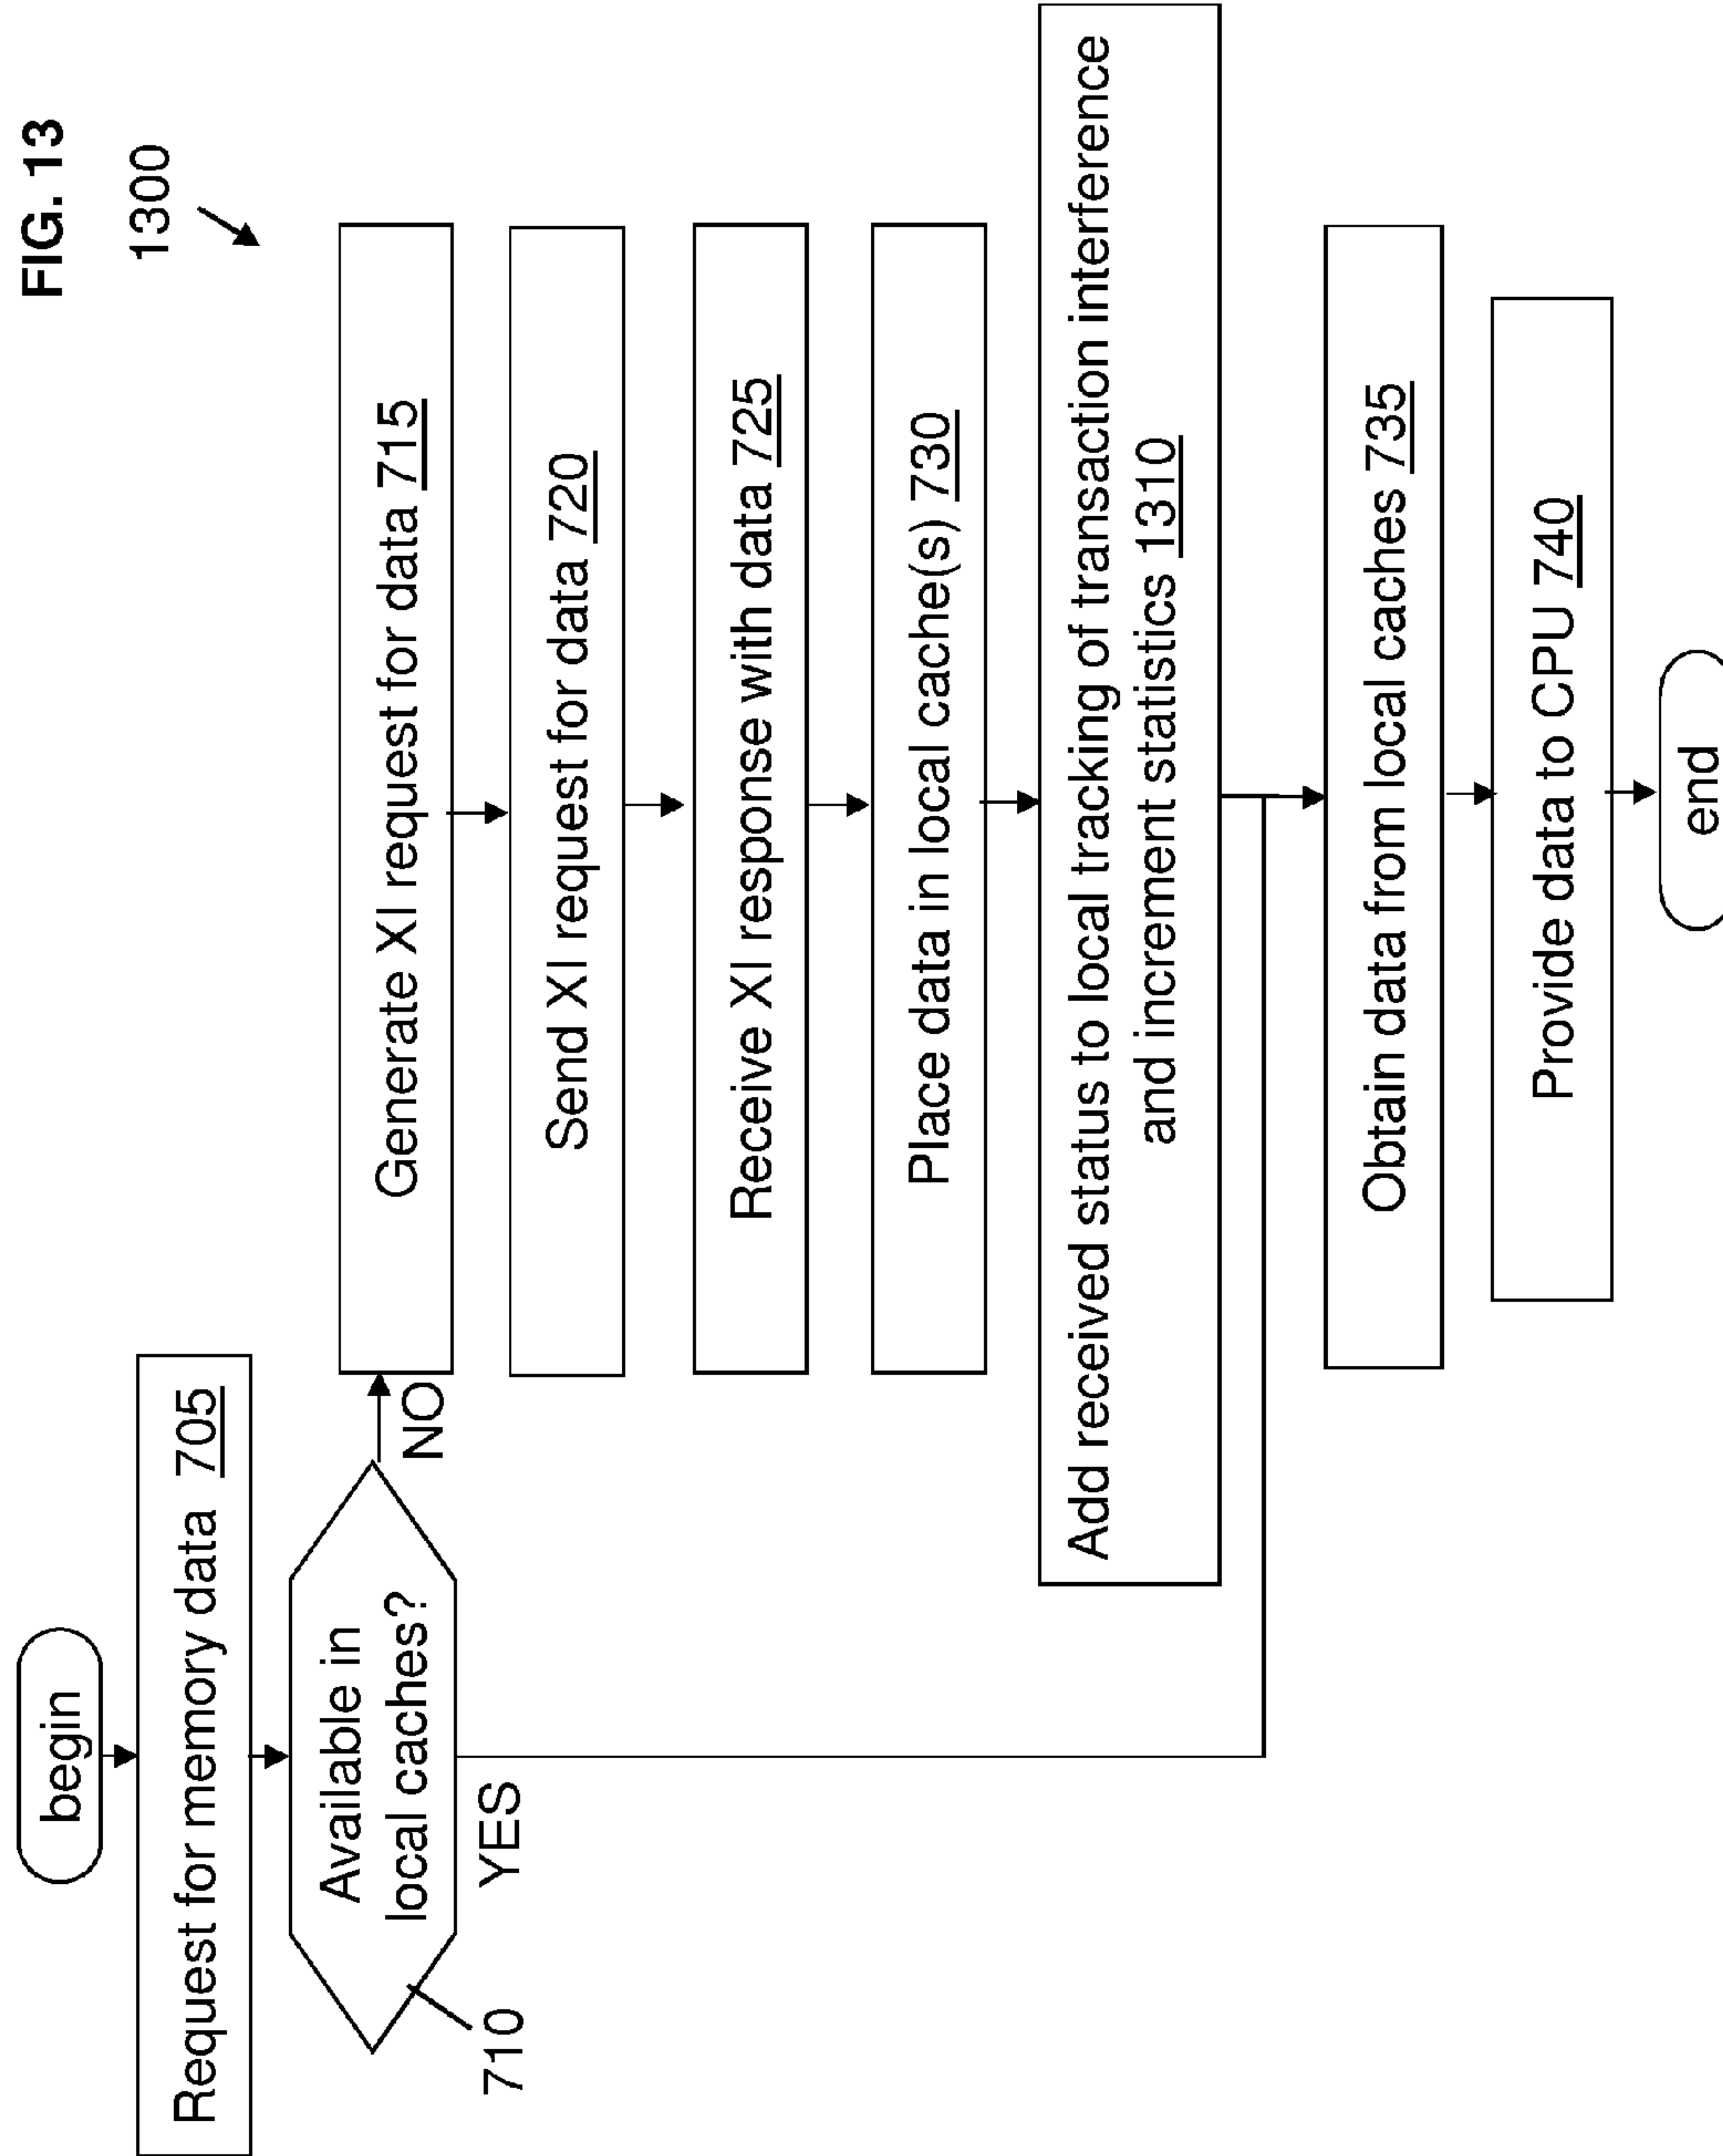 FIG. 13
1300
begin
Request for memory data 705
Available in
local caches?
710
YES
NO
Generate XI request for data 715
Send XI request for data 720
Receive XI response with data 725
Place data in local cache(s) 730
Add received status to local tracking of transaction interference
and increment statistics 1310
Obtain data from local caches 735
Provide data to CPU 740
end